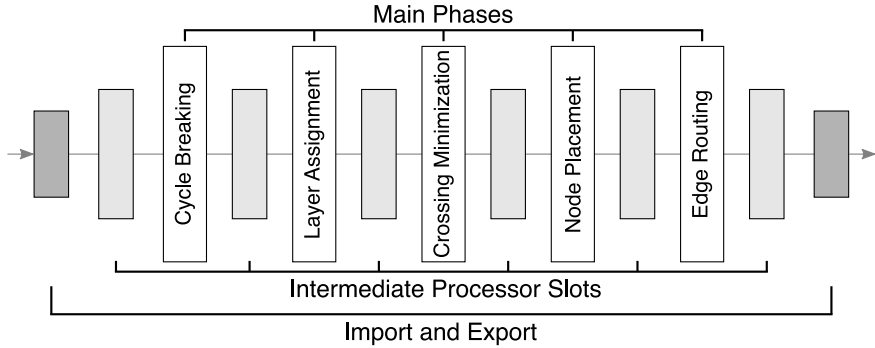 Main Phases
Cycle Breaking
Layer Assignment
Crossing Minimization
Node Placement
Edge Routing
Intermediate Processor Slots
Import and Export